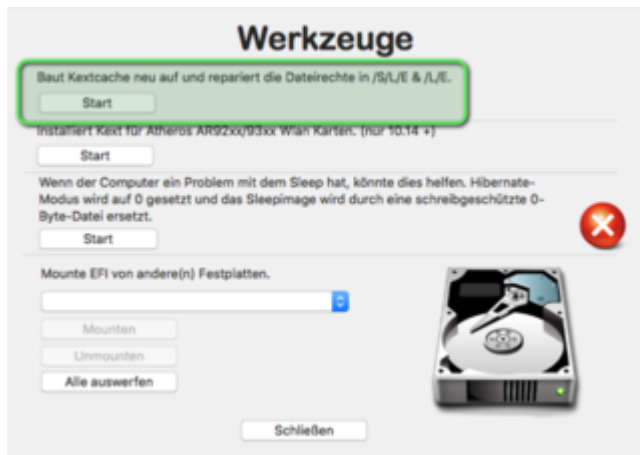 Werkzeuge
Baut Kextcache neu auf und repariert die Dateirechte in /S/L/E & /L/E.
Start
Installiert Kext für Atheros AR92xx/93xx Wlan Karten. (nur 10.14 +)
Start
Wenn der Computer ein Problem mit dem Sleep hat, könnte dies helfen. Hibernate-
Modus wird auf 0 gesetzt und das Sleepimage wird durch eine schreibgeschützte 0-
Byte-Datei ersetzt.
Start
Mounte EFI von andere(n) Festplatten.
Mounten
Unmounten
Alle auswerfen
Schließen